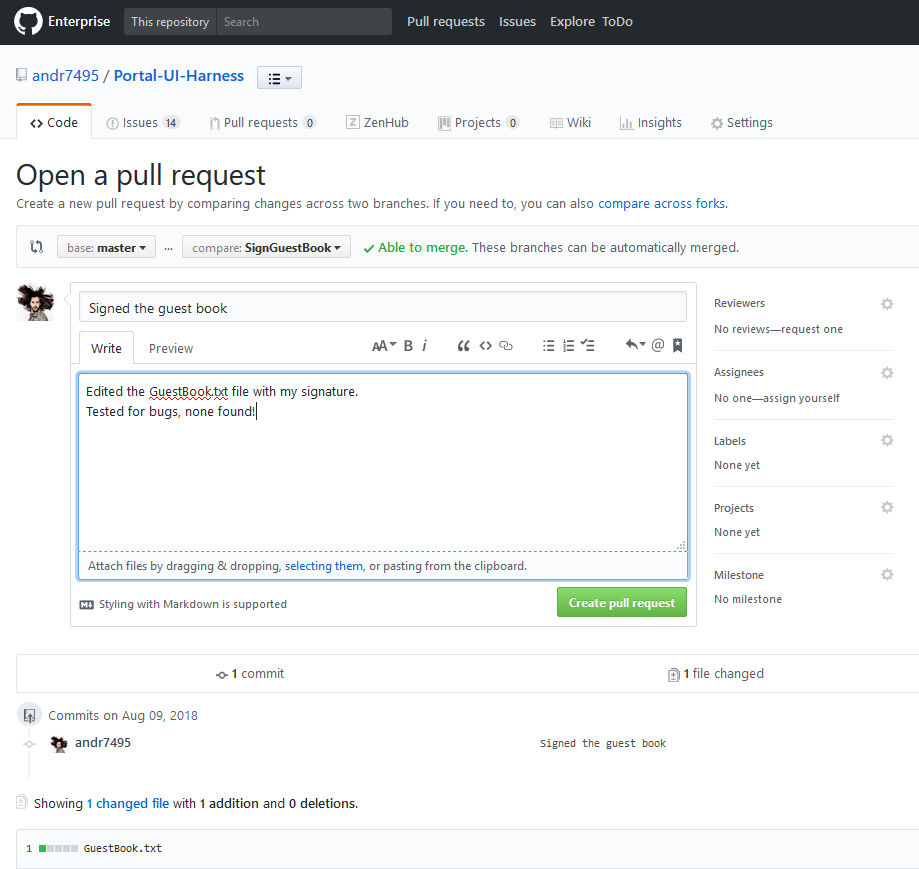 Enterprise This repository Search Pull requests Issues Explore ToDo
andr7495 / Portal-UI-Harness
Code Issues 14 Pull requests 0 ZenHub Projects 0 Wiki Insights Settings
Open a pull request
Create a new pull request by comparing changes across two branches. If you need to, you can also compare across forks.
base: master ... compare: SignGuestBook Able to merge. These branches can be automatically merged.
Signed the guest book
Write Preview AA B i @
Edited the GuestBook.txt file with my signature.
Tested for bugs, none found!
Attach files by dragging & dropping, selecting them, or pasting from the clipboard.
Styling with Markdown is supported
Create pull request
Reviewers
No reviews—request one
Assignees
No one—assign yourself
Labels
None yet
Projects
None yet
Milestone
No milestone
1 commit 1 file changed
Commits on Aug 09, 2018
andr7495 Signed the guest book
Showing 1 changed file with 1 addition and 0 deletions.
1 GuestBook.txt